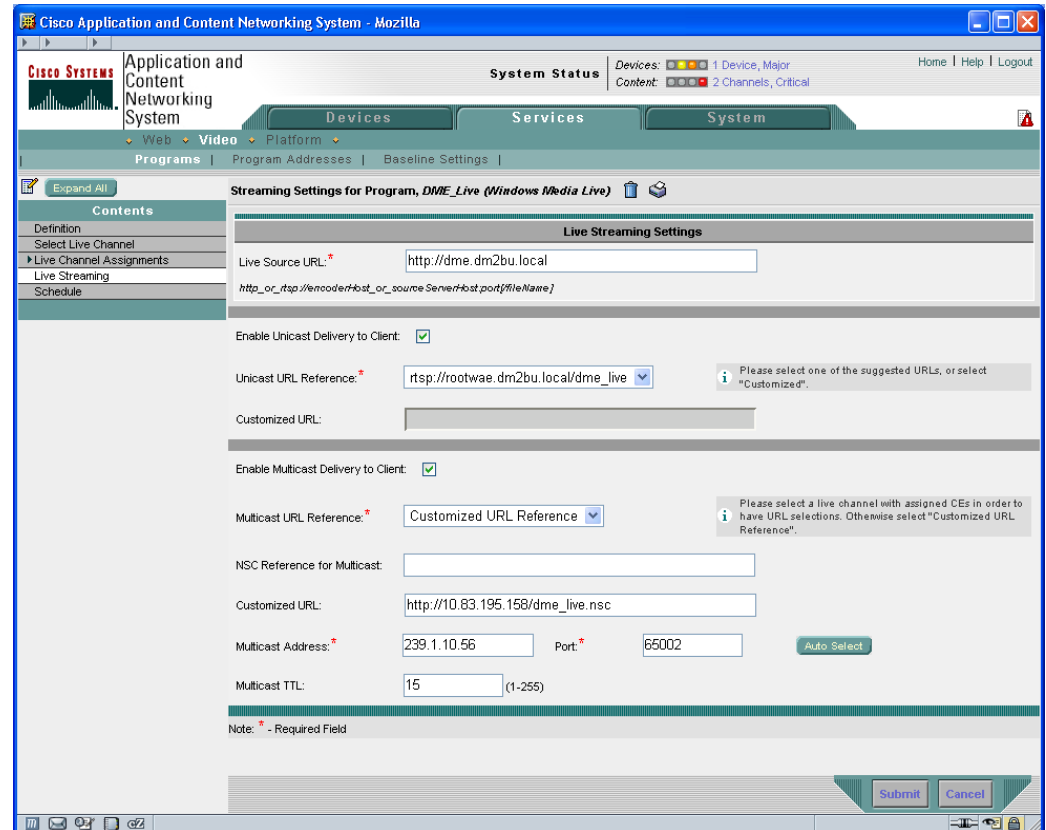 Cisco Application and Content Networking System - Mozilla
CISCO SYSTEMS
Application and
Content
Networking
System
System Status
Devices: 1 Device, Major
Content: 2 Channels, Critical
Home | Help | Logout
Devices
Services
System
Web Video Platform
Programs | Program Addresses | Baseline Settings |
Expand All
Contents
Definition
Select Live Channel
Live Channel Assignments
Live Streaming
Schedule
Streaming Settings for Program, DME_Live (Windows Media Live)
Live Streaming Settings
Live Source URL:* http://dme.dm2bu.local
http_or_rtsp://encoderHost_or_sourceServerHost:port[/fileName]
Enable Unicast Delivery to Client:
Unicast URL Reference:* rtsp://rootwae.dm2bu.local/dme_live
Please select one of the suggested URLs, or select
"Customized".
Customized URL:
Enable Multicast Delivery to Client:
Multicast URL Reference:* Customized URL Reference
Please select a live channel with assigned CEs in order to
have URL selections. Otherwise select "Customized URL
Reference".
NSC Reference for Multicast:
Customized URL: http://10.83.195.158/dme_live.nsc
Multicast Address:* 239.1.10.56 Port:* 65002 Auto Select
Multicast TTL: 15 (1-255)
Note: * - Required Field
Submit Cancel